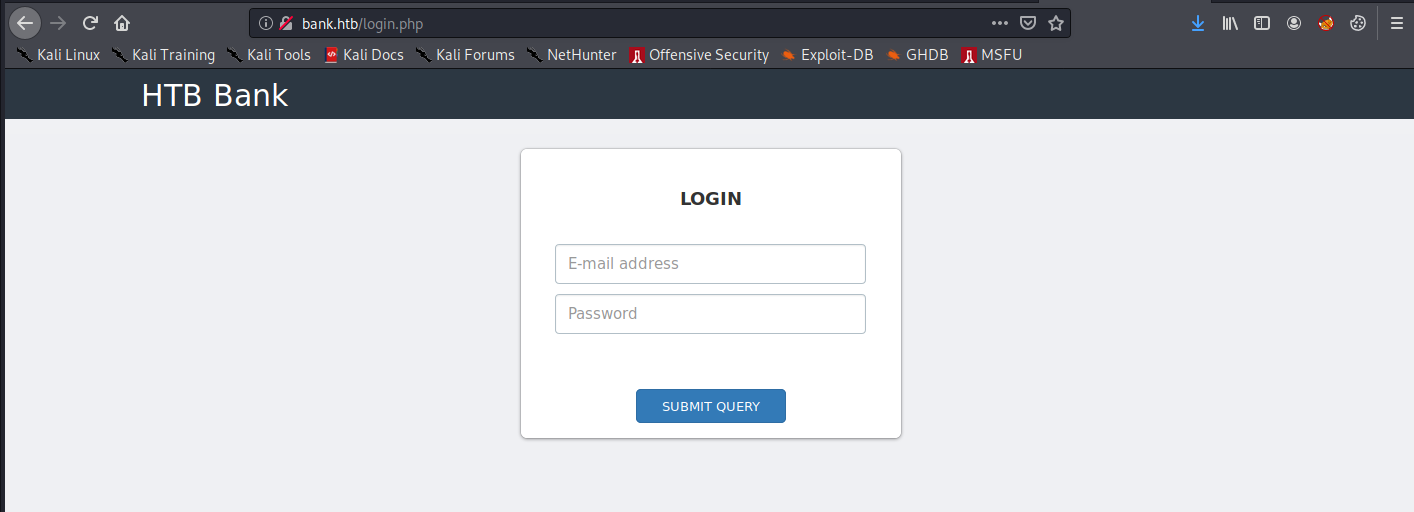 bank.htb/login.php
Kali Linux Kali Training Kali Tools Kali Docs Kali Forums NetHunter Offensive Security Exploit-DB GHDB MSFU
HTB Bank
LOGIN
E-mail address
Password
SUBMIT QUERY